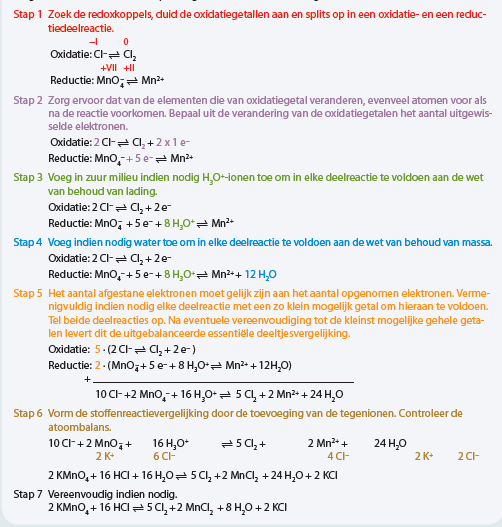 Stap 1 Zoek de redoxkoppels, duid de oxidatiegetallen aan en splits op in een oxidatie- en een reduc-
tiedeelreactie.
–I 0
Oxidatie: Cl⁻ ⇌ Cl₂
+VII +II
Reductie: MnO₄⁻ ⇌ Mn²⁺
Stap 2 Zorg ervoor dat van de elementen die van oxidatiegetal veranderen, evenveel atomen voor als
na de reactie voorkomen. Bepaal uit de verandering van de oxidatiegetalen het aantal uitgewis-
selde elektronen.
Oxidatie: 2 Cl⁻ ⇌ Cl₂ + 2 x 1 e⁻
Reductie: MnO₄⁻ + 5 e⁻ ⇌ Mn²⁺
Stap 3 Voeg in zuur milieu indien nodig H₃O⁺-ionen toe om in elke deelreactie te voldoen aan de wet
van behoud van lading.
Oxidatie: 2 Cl⁻ ⇌ Cl₂ + 2 e⁻
Reductie: MnO₄⁻ + 5 e⁻ + 8 H₃O⁺ ⇌ Mn²⁺
Stap 4 Voeg indien nodig water toe om in elke deelreactie te voldoen aan de wet van behoud van massa.
Oxidatie: 2 Cl⁻ ⇌ Cl₂ + 2 e⁻
Reductie: MnO₄⁻ + 5 e⁻ + 8 H₃O⁺ ⇌ Mn²⁺ + 12 H₂O
Stap 5 Het aantal afgestane elektronen moet gelijk zijn aan het aantal opgenomen elektronen. Verme-
nigvuldig indien nodig elke deelreactie met een zo klein mogelijk getal om hieraan te voldoen.
Tel beide deelreacties op. Na eventuele vereenvoudiging tot de kleinst mogelijke gehele geta-
len levert dit de uitgebalanceerde essentiële deeltjesvergelijking.
Oxidatie: 5 · (2 Cl⁻ ⇌ Cl₂ + 2 e⁻ )
Reductie: 2 · (MnO₄⁻ + 5 e⁻ + 8 H₃O⁺ ⇌ Mn²⁺ + 12H₂O)
+
10 Cl⁻ +2 MnO₄⁻ + 16 H₃O⁺ ⇌ 5 Cl₂ + 2 Mn²⁺ + 24 H₂O
Stap 6 Vorm de stoffenreactievergelijking door de toevoeging van de tegenionen. Controleer de
atoombalans.
10 Cl⁻ + 2 MnO₄⁻ + 16 H₃O⁺ ⇌ 5 Cl₂ + 2 Mn²⁺ + 24 H₂O
2 K⁺ 6 Cl⁻ 4 Cl⁻ 2 K⁺ 2 Cl⁻
2 KMnO₄ + 16 HCl + 16 H₂O ⇌ 5 Cl₂ + 2 MnCl₂ + 24 H₂O + 2 KCl
Stap 7 Vereenvoudig indien nodig.
2 KMnO₄ + 16 HCl ⇌ 5 Cl₂ + 2 MnCl₂ + 8 H₂O + 2 KCl